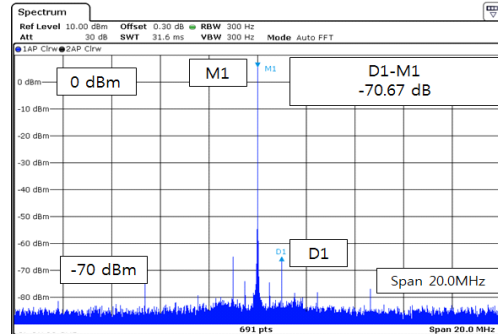 Spectrum
Ref Level 10.00 dBm Offset 0.30 dB RBW 300 Hz
Att 30 dB SWT 31.6 ms VBW 300 Hz Mode Auto FFT
1AP Clrw 2AP Clrw
M1
M1
D1-M1
-70.67 dB
0 dBm
0 dBm
-10 dBm
-20 dBm
-30 dBm
-40 dBm
-50 dBm
-60 dBm
D1
D1
-70 dBm
-70 dBm
Span 20.0MHz
-80 dBm
691 pts
Span 20.0 MHz